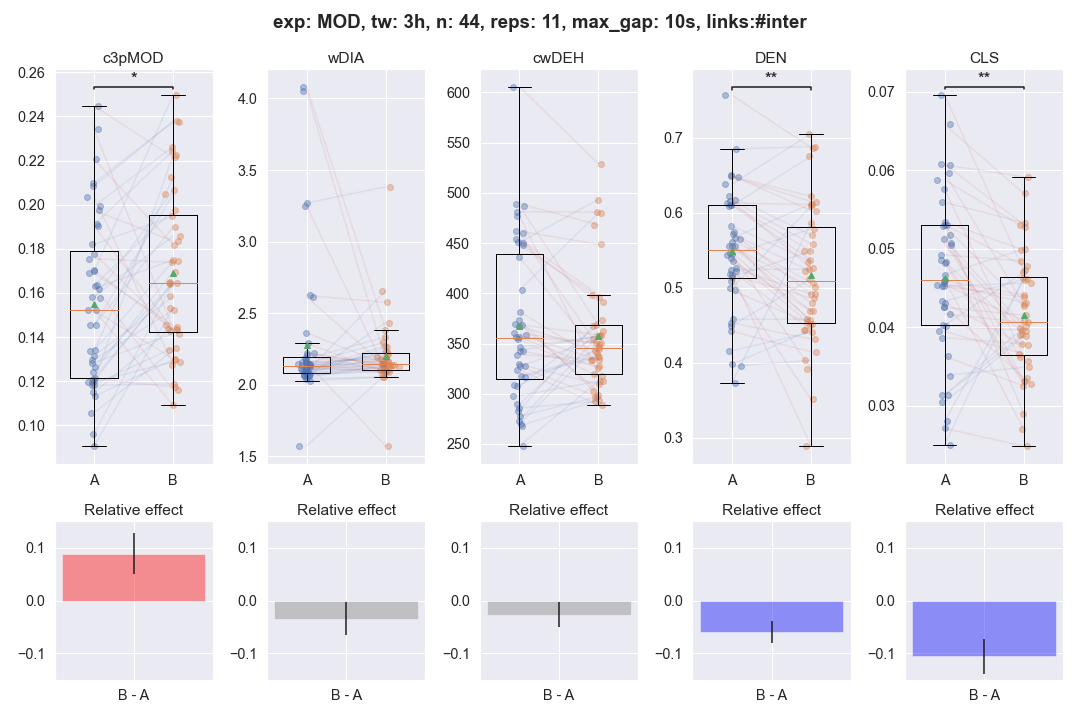 exp: MOD, tw: 3h, n: 44, reps: 11, max_gap: 10s, links:#inter
c3pMOD
wDIA
cwDEH
DEN
CLS
*
**
**
0.26
0.24
0.22
0.20
0.18
0.16
0.14
0.12
0.10
A B
4.0
3.5
3.0
2.5
2.0
1.5
A B
600
550
500
450
400
350
300
250
A B
0.7
0.6
0.5
0.4
0.3
A B
0.07
0.06
0.05
0.04
0.03
A B
Relative effect
0.1
0.0
−0.1
B - A
Relative effect
0.1
0.0
−0.1
B - A
Relative effect
0.1
0.0
−0.1
B - A
Relative effect
0.1
0.0
−0.1
B - A
Relative effect
0.1
0.0
−0.1
B - A